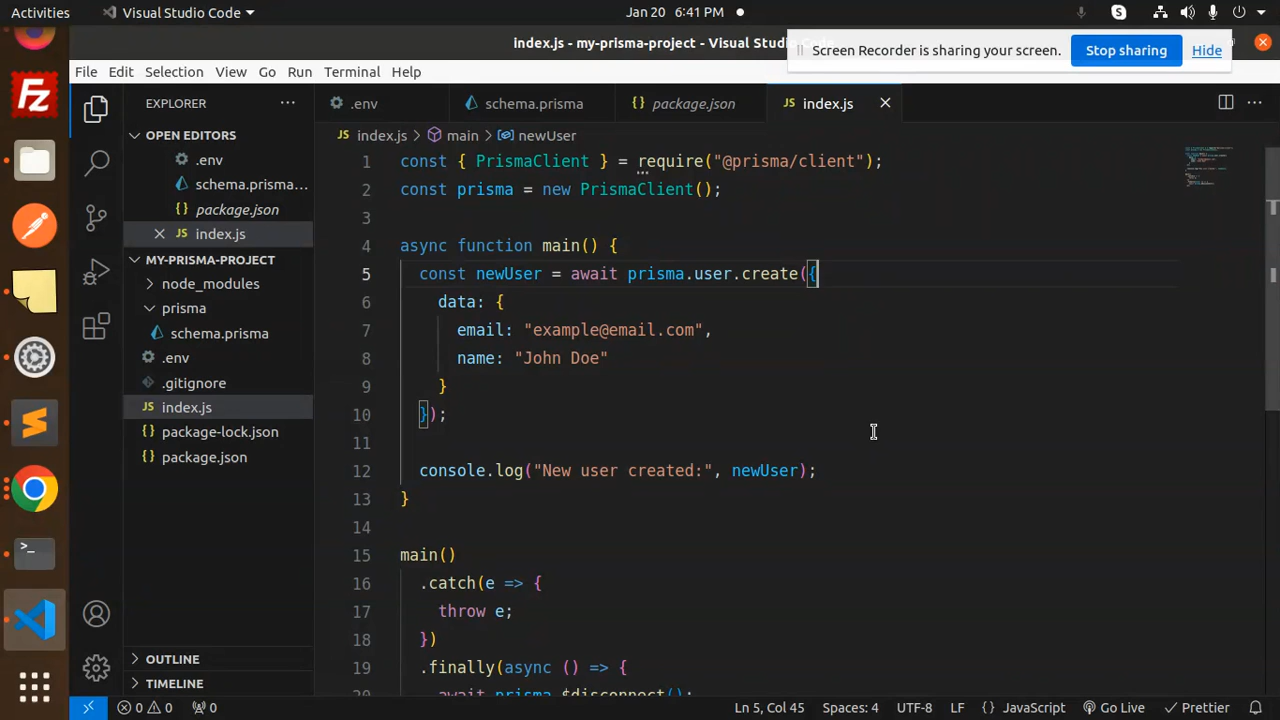 Activities
Visual Studio Code
Jan 20 6:41 PM
index.js - my-prisma-project - Visual Studio Code
Screen Recorder is sharing your screen.
Stop sharing
Hide
File Edit Selection View Go Run Terminal Help
EXPLORER
OPEN EDITORS
.env
schema.prisma...
package.json
index.js
MY-PRISMA-PROJECT
node_modules
prisma
schema.prisma
.env
.gitignore
index.js
package-lock.json
package.json
OUTLINE
TIMELINE
.env
schema.prisma
package.json
index.js
index.js > main > newUser
1 const { PrismaClient } = require("@prisma/client");
2 const prisma = new PrismaClient();
3
4 async function main() {
5 const newUser = await prisma.user.create({
6 data: {
7 email: "example@email.com",
8 name: "John Doe"
9 }
10 });
11
12 console.log("New user created:", newUser);
13 }
14
15 main()
16 .catch(e => {
17 throw e;
18 })
19 .finally(async () => {
20 await prisma.$disconnect();
0 0 0
Ln 5, Col 45
Spaces: 4
UTF-8
LF
{ } JavaScript
Go Live
Prettier